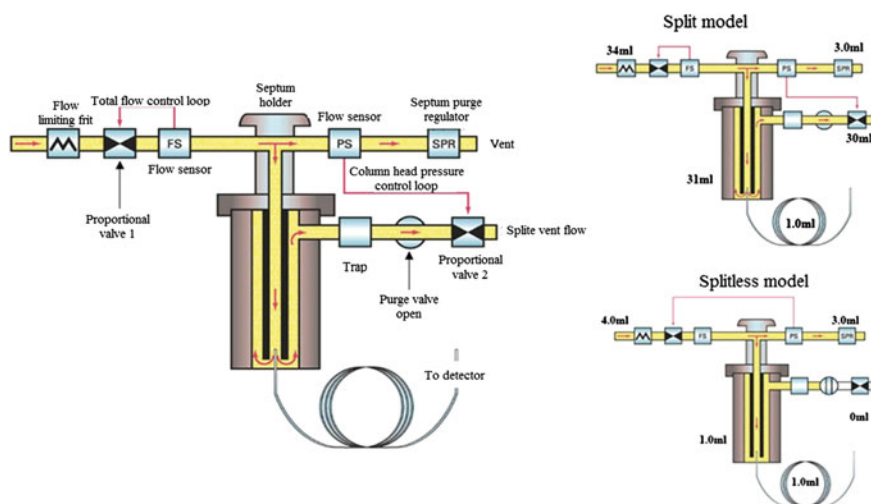 Flow
limiting frit
Total flow control loop
Septum
holder
Flow sensor
Septum purge
regulator
FS
PS
SPR
Vent
Flow sensor
Column head pressure
control loop
Proportional
valve 1
Splite vent flow
Trap
Proportional
valve 2
Purge valve
open
To detector
Split model
34ml
3.0ml
FS
PS
SPR
30ml
31ml
1.0ml
Splitless model
4.0ml
3.0ml
FS
PS
SPR
0ml
1.0ml
1.0ml